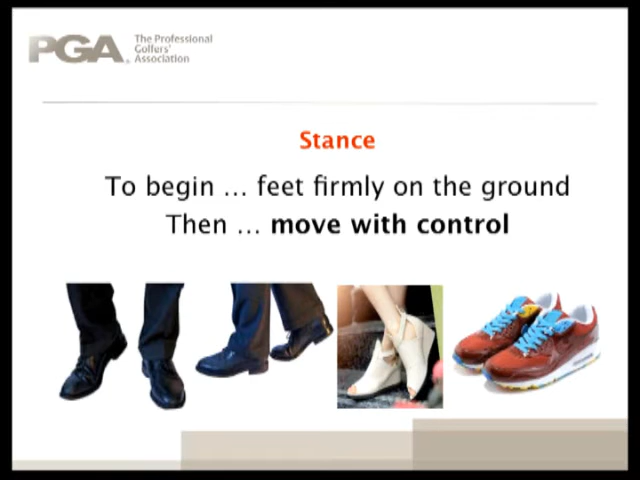 PGA
The Professional
Golfers'
Association
Stance
To begin ... feet firmly on the ground
Then ... move with control